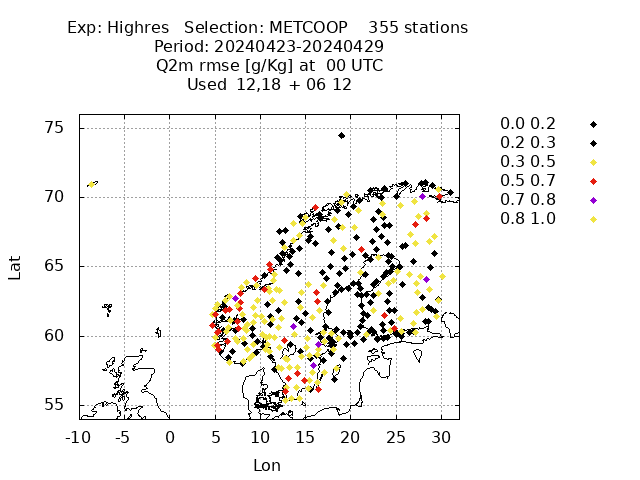 Exp: Highres   Selection: METCOOP    355 stations
Period: 20240423-20240429
Q2m rmse [g/Kg] at  00 UTC
Used  12,18 + 06 12
0.0 0.2
0.2 0.3
0.3 0.5
0.5 0.7
0.7 0.8
0.8 1.0
75
70
65
60
55
Lat
-10 -5 0 5 10 15 20 25 30
Lon